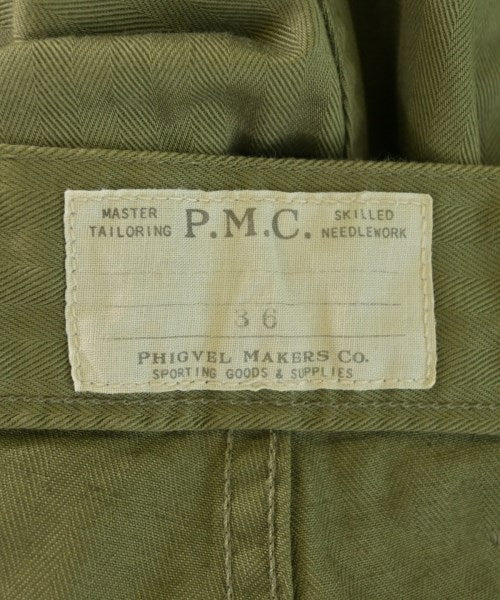 MASTER TAILORING P.M.C. SKILLED NEEDLEWORK
36
PHIGVEL MAKERS CO.
SPORTING GOODS & SUPPLIES